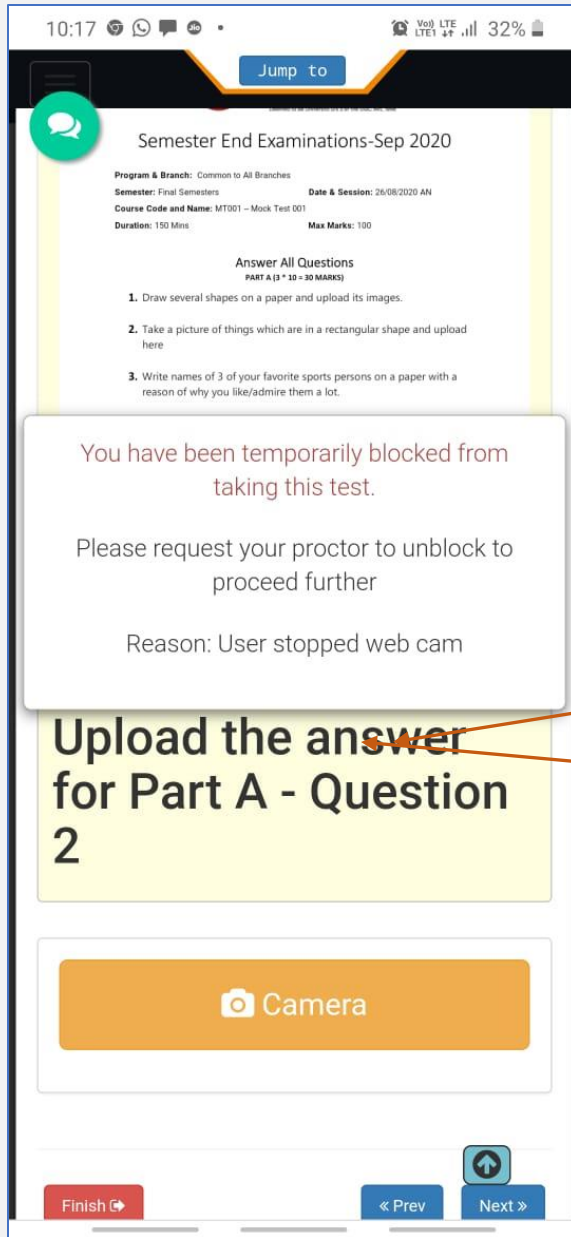 10:17
Voi) LTE
LTE1
32%
Jump to
Semester End Examinations-Sep 2020
Program & Branch: Common to All Branches
Semester: Final Semesters Date & Session: 26/08/2020 AN
Course Code and Name: MT001 – Mock Test 001
Duration: 150 Mins Max Marks: 100
Answer All Questions
PART A (3 * 10 = 30 MARKS)
1. Draw several shapes on a paper and upload its images.
2. Take a picture of things which are in a rectangular shape and upload
here
3. Write names of 3 of your favorite sports persons on a paper with a
reason of why you like/admire them a lot.
You have been temporarily blocked from
taking this test.
Please request your proctor to unblock to
proceed further
Reason: User stopped web cam
Upload the answer
for Part A - Question
2
Camera
Finish
« Prev
Next »